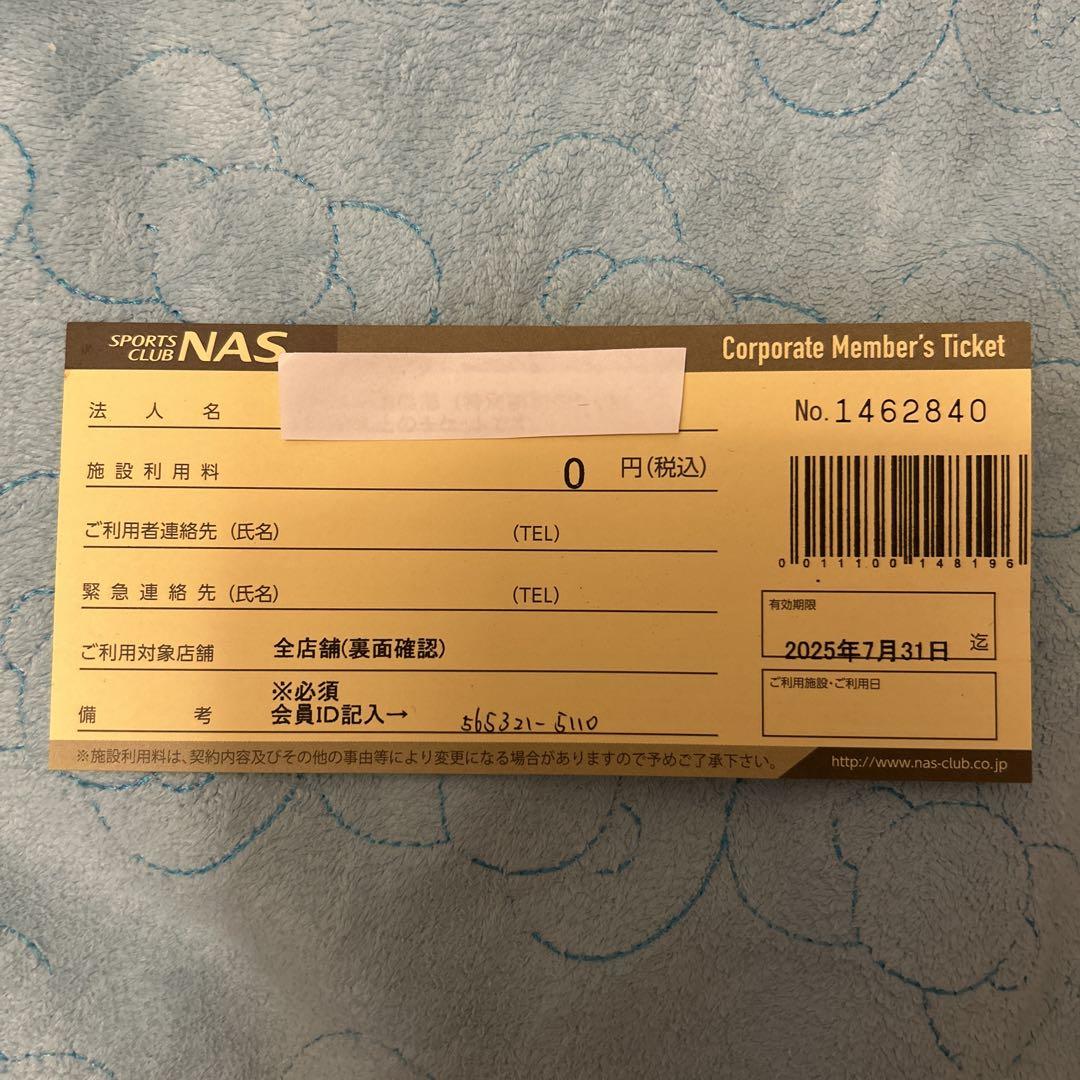 SPORTS CLUB NAS
Corporate Member's Ticket
法人名
No.1462840
施設利用料 0 円(税込)
ご利用者連絡先 (氏名) (TEL)
0 011100 148196
緊急連絡先 (氏名) (TEL)
有効期限
2025年7月31日 迄
ご利用対象店舗 全店舗(裏面確認)
ご利用施設・ご利用日
※必須
備考 会員ID記入→ 565321-5110
※施設利用料は、契約内容及びその他の事由等により変更になる場合がありますので予めご了承下さい。
http://www.nas-club.co.jp